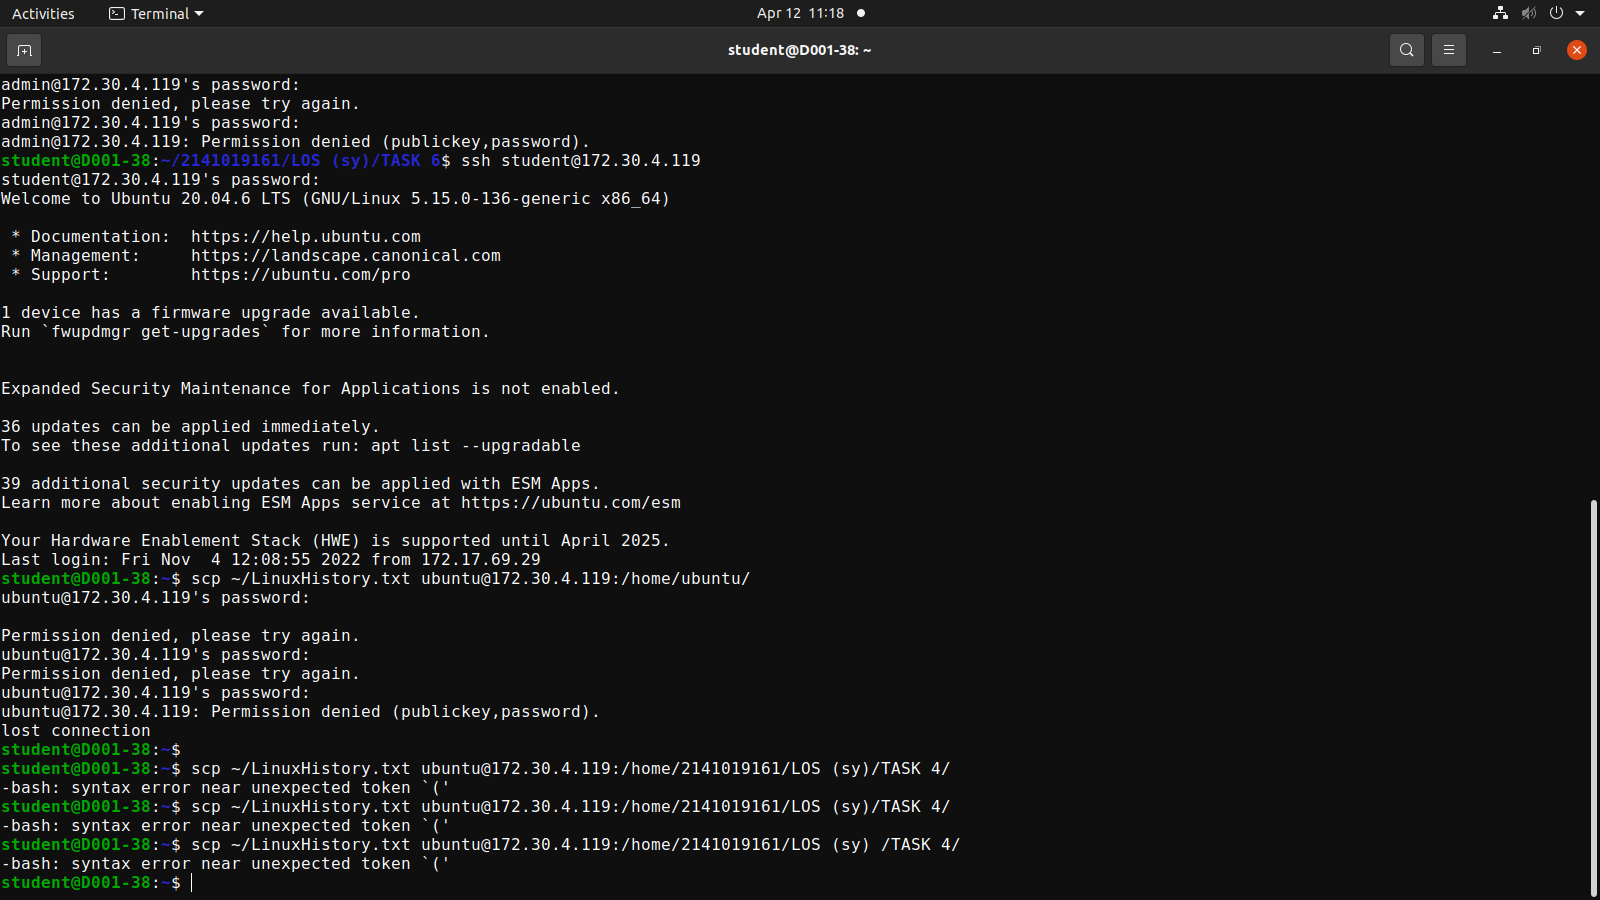 Activities
Terminal
Apr 12 11:18
student@D001-38: ~
admin@172.30.4.119's password:
Permission denied, please try again.
admin@172.30.4.119's password:
admin@172.30.4.119: Permission denied (publickey,password).
student@D001-38:~/2141019161/LOS (sy)/TASK 6$ ssh student@172.30.4.119
student@172.30.4.119's password:
Welcome to Ubuntu 20.04.6 LTS (GNU/Linux 5.15.0-136-generic x86_64)
* Documentation:  https://help.ubuntu.com
* Management:     https://landscape.canonical.com
* Support:        https://ubuntu.com/pro
1 device has a firmware upgrade available.
Run `fwupdmgr get-upgrades` for more information.
Expanded Security Maintenance for Applications is not enabled.
36 updates can be applied immediately.
To see these additional updates run: apt list --upgradable
39 additional security updates can be applied with ESM Apps.
Learn more about enabling ESM Apps service at https://ubuntu.com/esm
Your Hardware Enablement Stack (HWE) is supported until April 2025.
Last login: Fri Nov  4 12:08:55 2022 from 172.17.69.29
student@D001-38:~$ scp ~/LinuxHistory.txt ubuntu@172.30.4.119:/home/ubuntu/
ubuntu@172.30.4.119's password:
Permission denied, please try again.
ubuntu@172.30.4.119's password:
Permission denied, please try again.
ubuntu@172.30.4.119's password:
ubuntu@172.30.4.119: Permission denied (publickey,password).
lost connection
student@D001-38:~$
student@D001-38:~$ scp ~/LinuxHistory.txt ubuntu@172.30.4.119:/home/2141019161/LOS (sy)/TASK 4/
-bash: syntax error near unexpected token `('
student@D001-38:~$ scp ~/LinuxHistory.txt ubuntu@172.30.4.119:/home/2141019161/LOS (sy)/TASK 4/
-bash: syntax error near unexpected token `('
student@D001-38:~$ scp ~/LinuxHistory.txt ubuntu@172.30.4.119:/home/2141019161/LOS (sy) /TASK 4/
-bash: syntax error near unexpected token `('
student@D001-38:~$